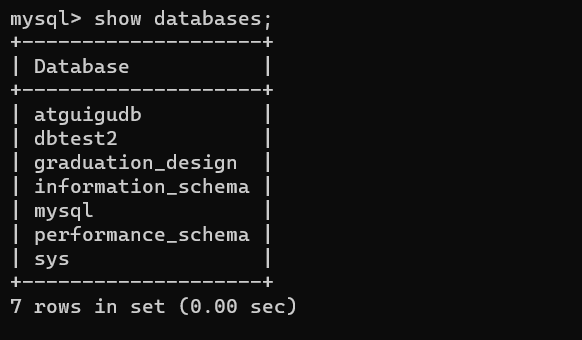 mysql> show databases;
+--------------------+
| Database           |
+--------------------+
| atguigudb          |
| dbtest2            |
| graduation_design  |
| information_schema |
| mysql              |
| performance_schema |
| sys                |
+--------------------+
7 rows in set (0.00 sec)